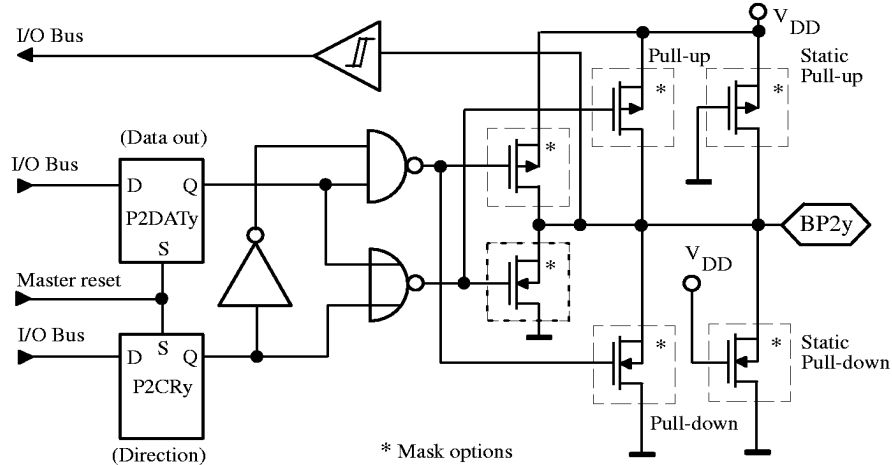 I/O Bus
V
DD
Pull-up
Static
Pull-up
*
*
(Data out)
I/O Bus
D
Q
P2DATy
S
*
BP2y
V
DD
Master reset
*
I/O Bus
S
D
Q
P2CRy
*
*
Static
Pull-down
Pull-down
(Direction)
* Mask options